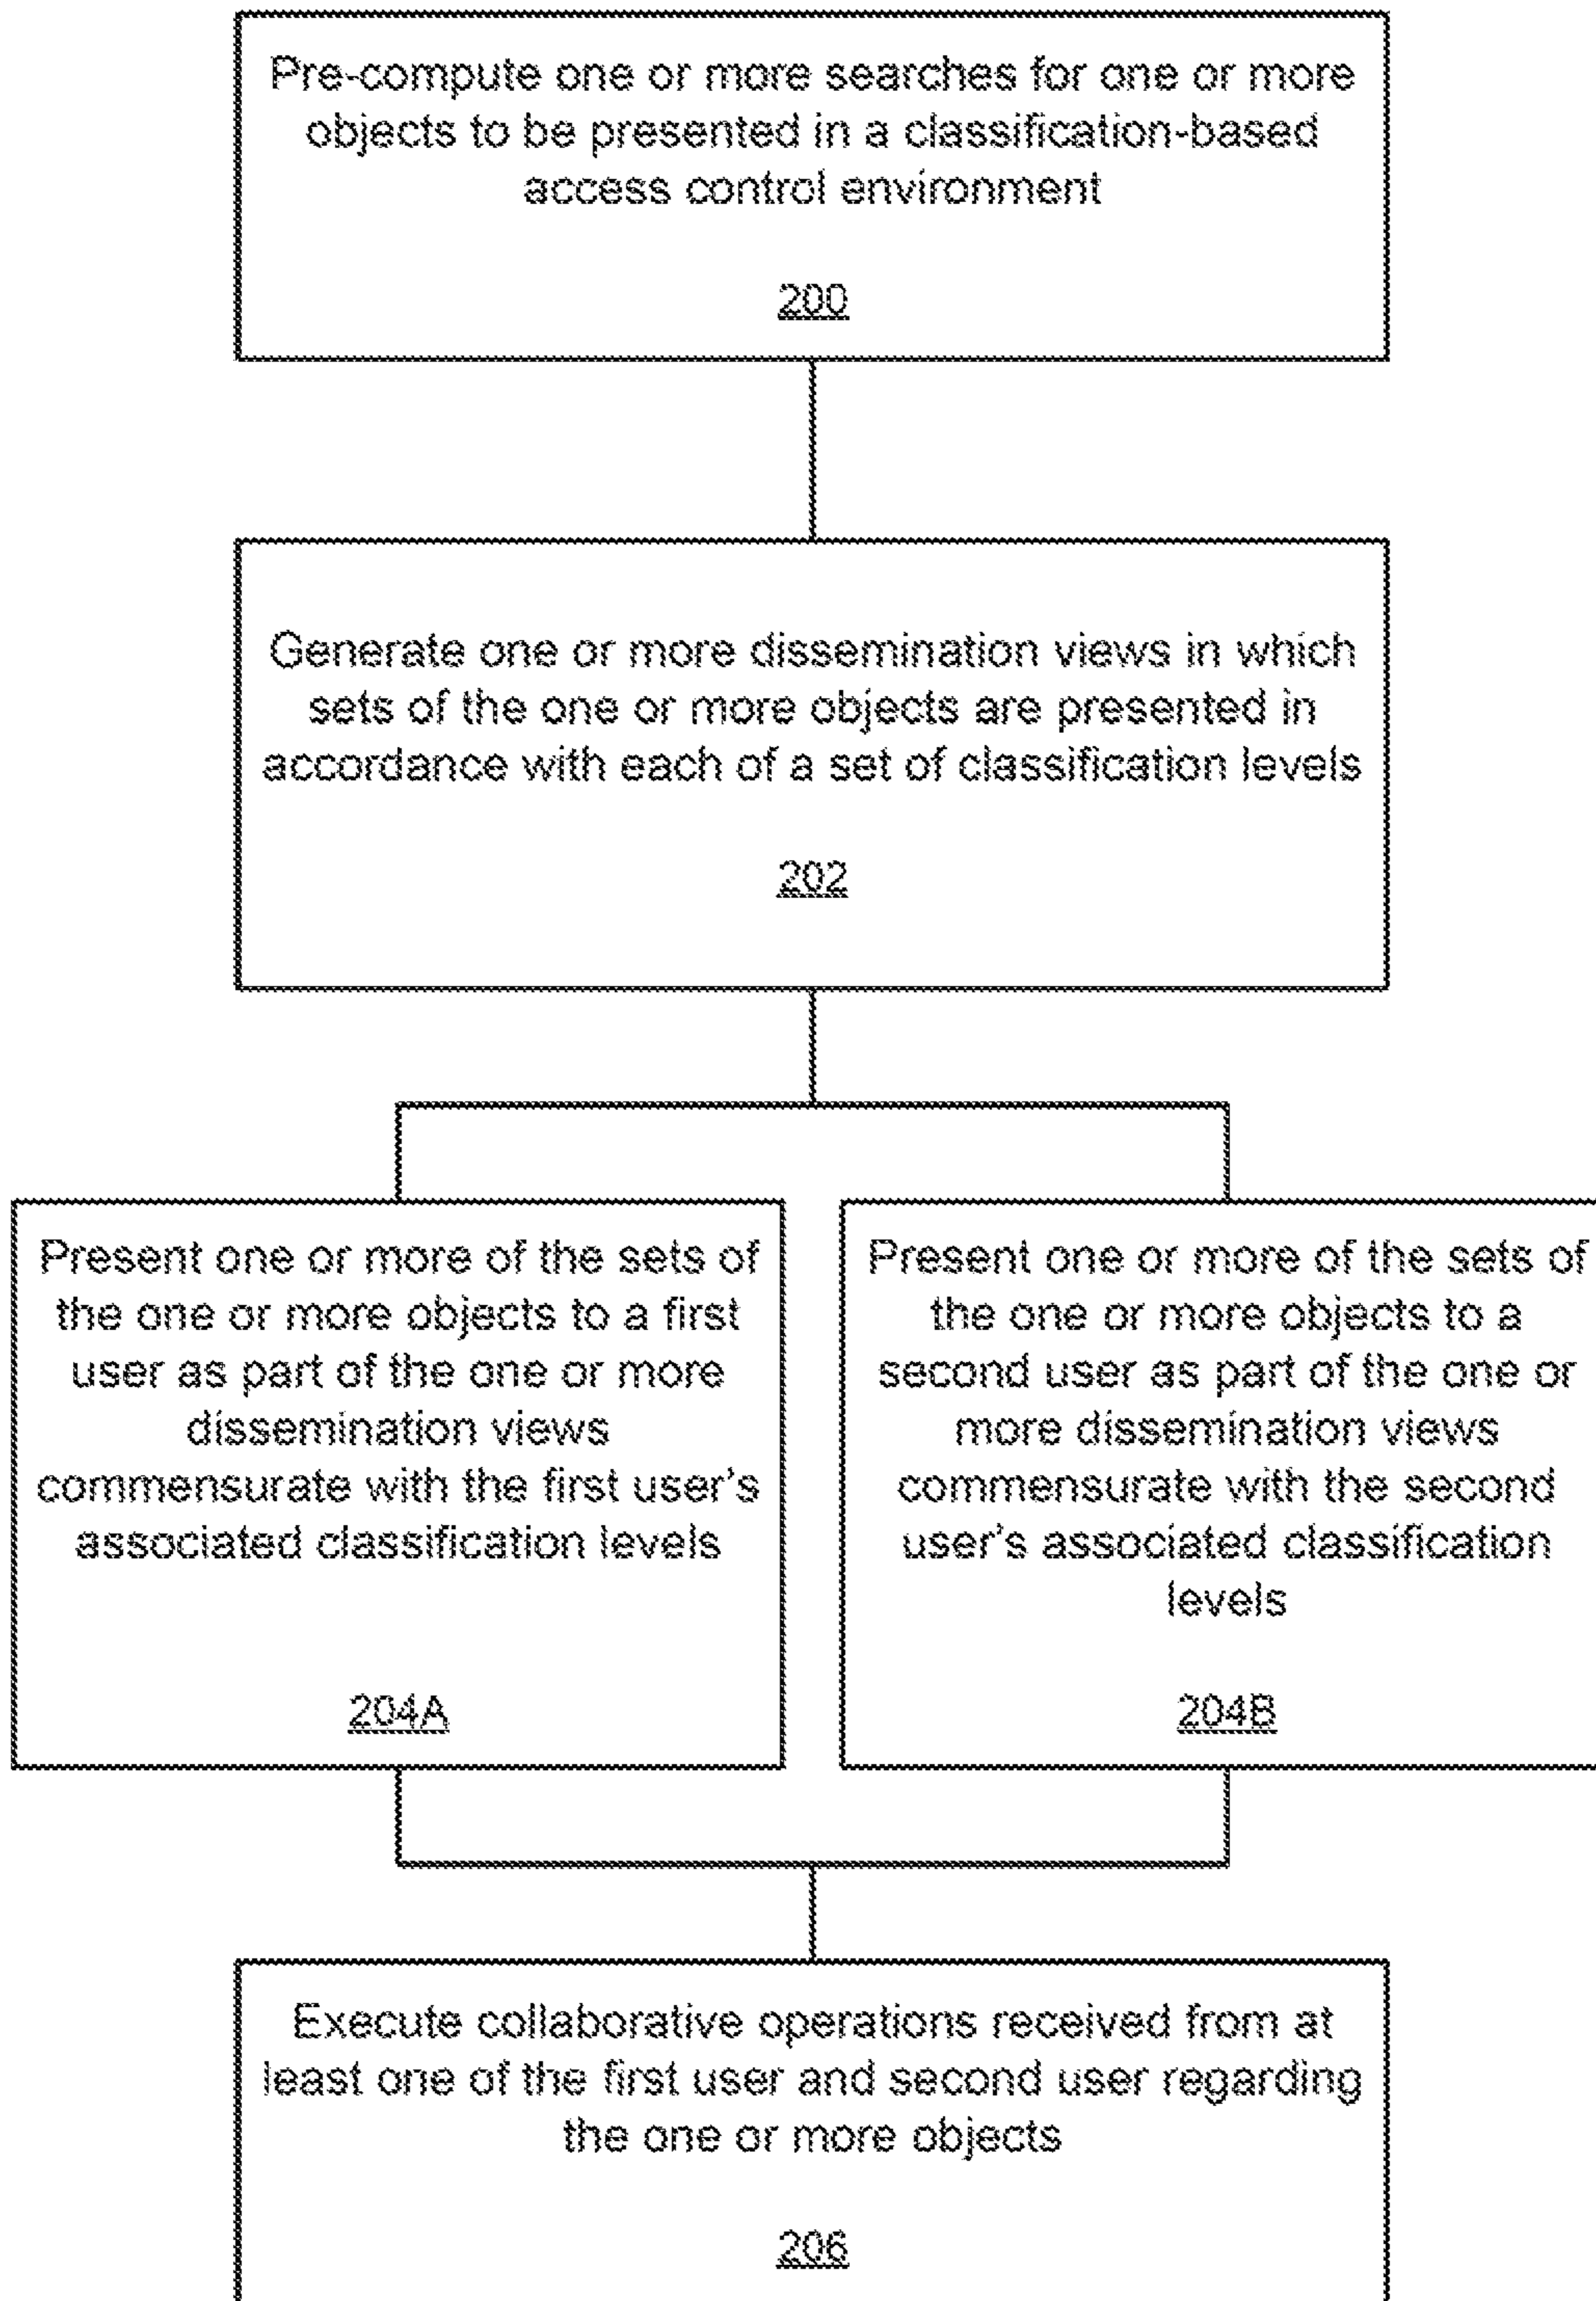 Pre-compute one or more searches for one or more
objects to be presented in a classification-based
access control environment
200
Generate one or more dissemination views in which
sets of the one or more objects are presented in
accordance with each of a set of classification levels
202
Present one or more of the sets of
the one or more objects to a first
user as part of the one or more
dissemination views
commensurate with the first user's
associated classification levels
204A
Present one or more of the sets of
the one or more objects to a
second user as part of the one or
more dissemination views
commensurate with the second
user's associated classification
levels
204B
Execute collaborative operations received from at
least one of the first user and second user regarding
the one or more objects
206